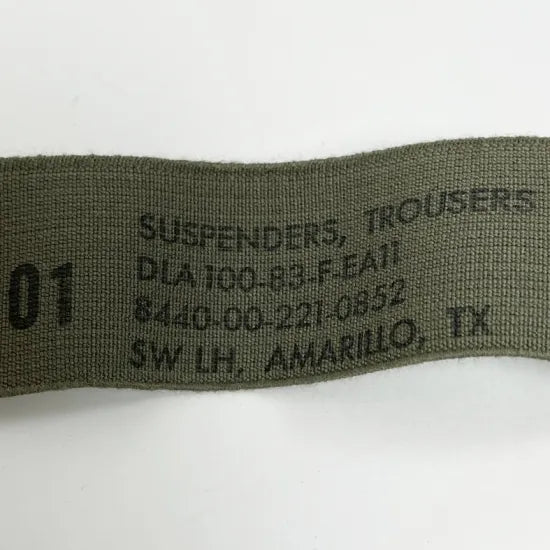 SUSPENDERS, TROUSERS
DLA 100-83-F-EA11
8440-00-221-0852
SW LH, AMARILLO, TX
01